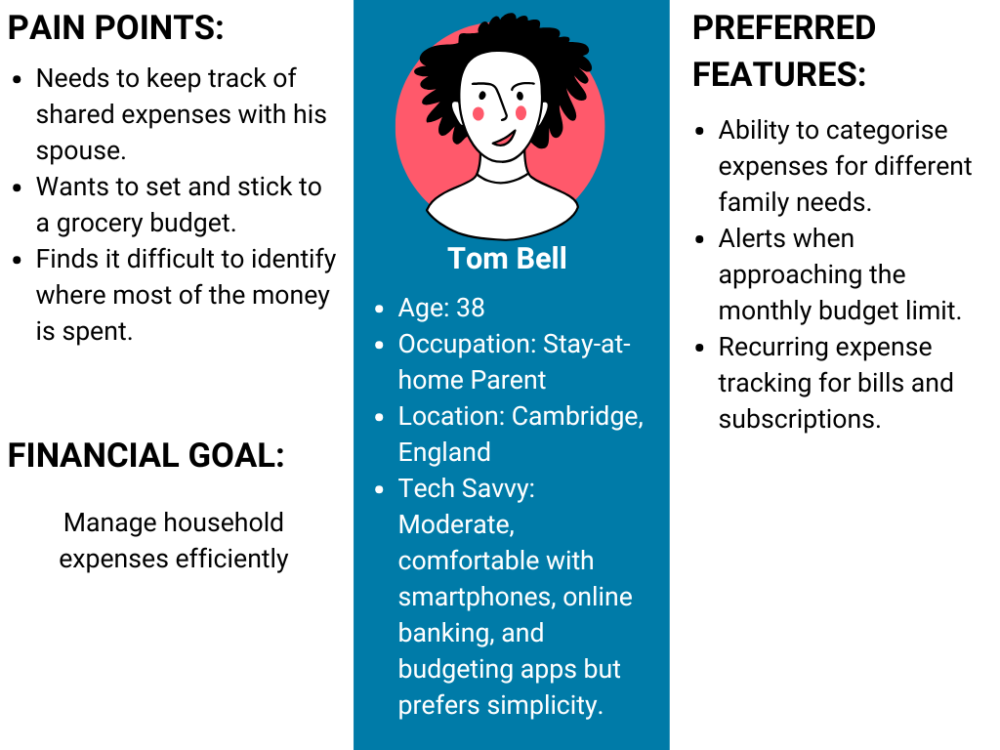 PAIN POINTS:
• Needs to keep track of
shared expenses with his
spouse.
• Wants to set and stick to
a grocery budget.
• Finds it difficult to identify
where most of the money
is spent.
FINANCIAL GOAL:
Manage household
expenses efficiently
Tom Bell
• Age: 38
• Occupation: Stay-at-
home Parent
• Location: Cambridge,
England
• Tech Savvy:
Moderate,
comfortable with
smartphones, online
banking, and
budgeting apps but
prefers simplicity.
PREFERRED
FEATURES:
• Ability to categorise
expenses for different
family needs.
• Alerts when
approaching the
monthly budget limit.
• Recurring expense
tracking for bills and
subscriptions.